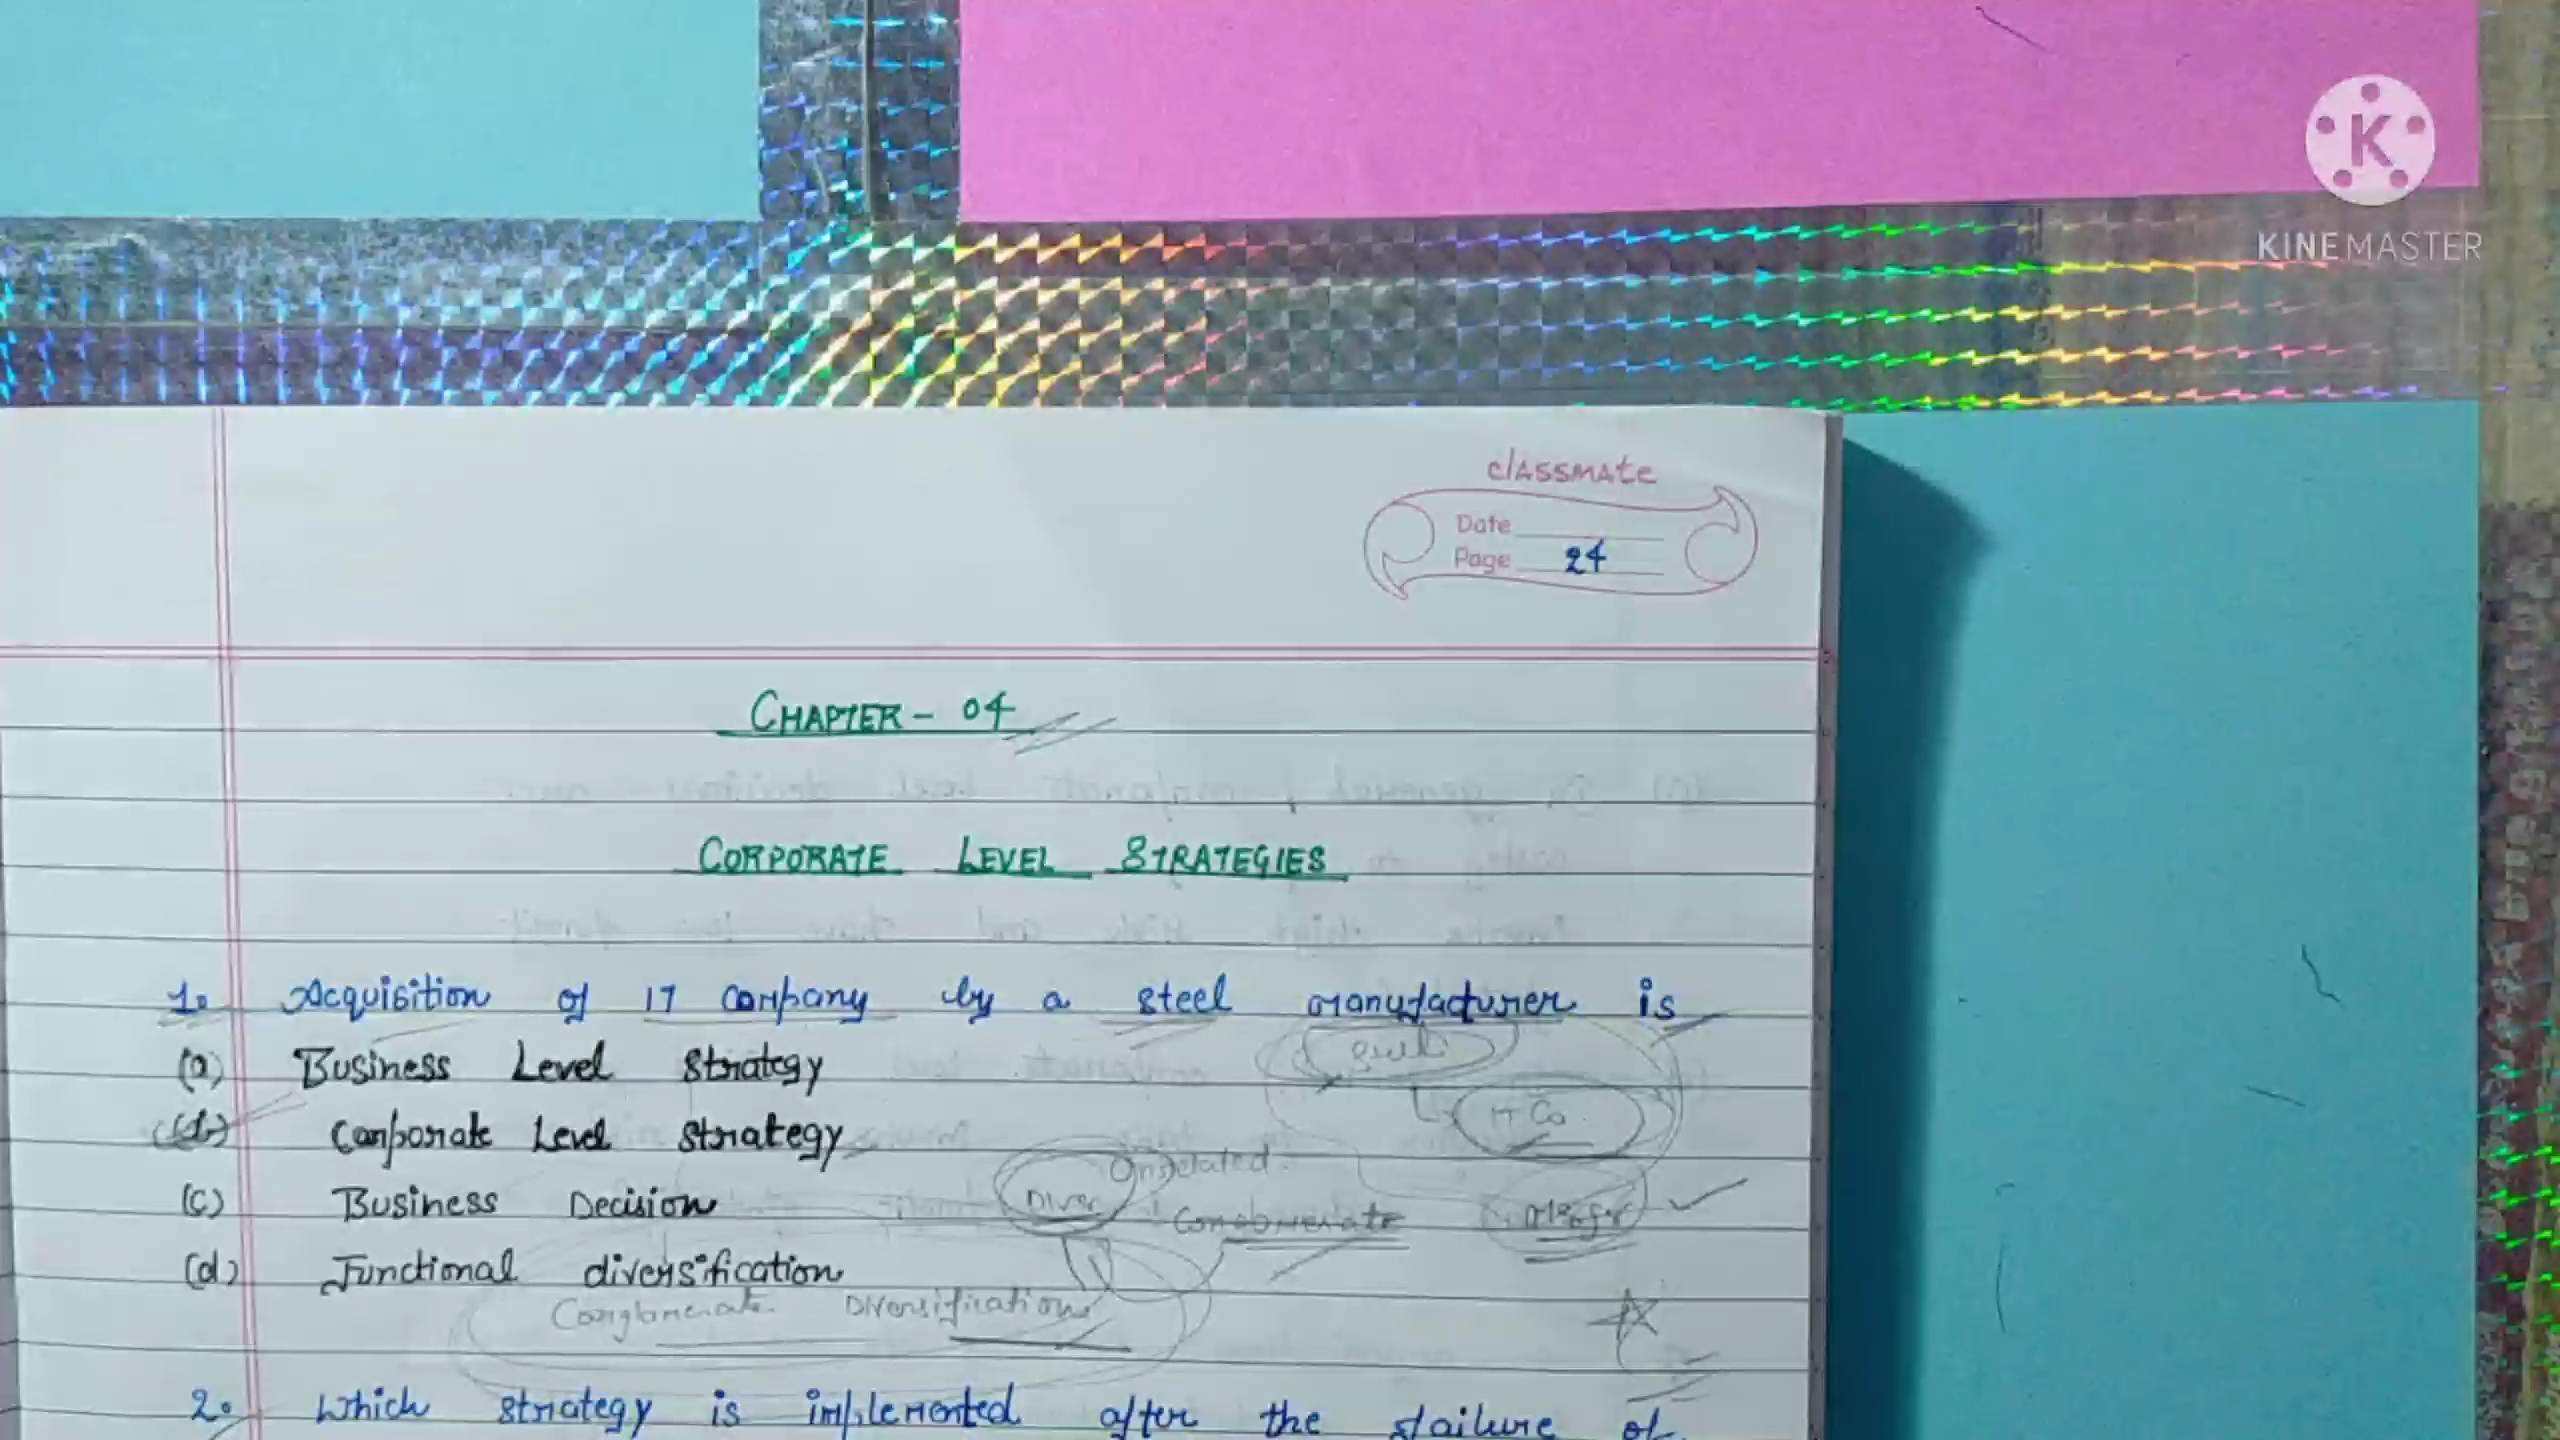 KINEMASTER
classmate
Date
Page 24
CHAPTER - 04
CORPORATE LEVEL STRATEGIES
1. Acquisition of IT company by a steel manufacturer is
(a) Business Level Strategy
IT Co
(b) Corporate Level Strategy
Unrelated
(c) Business Decision
Diver
Conglomerate
Merger
(d) Functional diversification
Conglomerate Diversification
2. Which strategy is implemented after the failure of